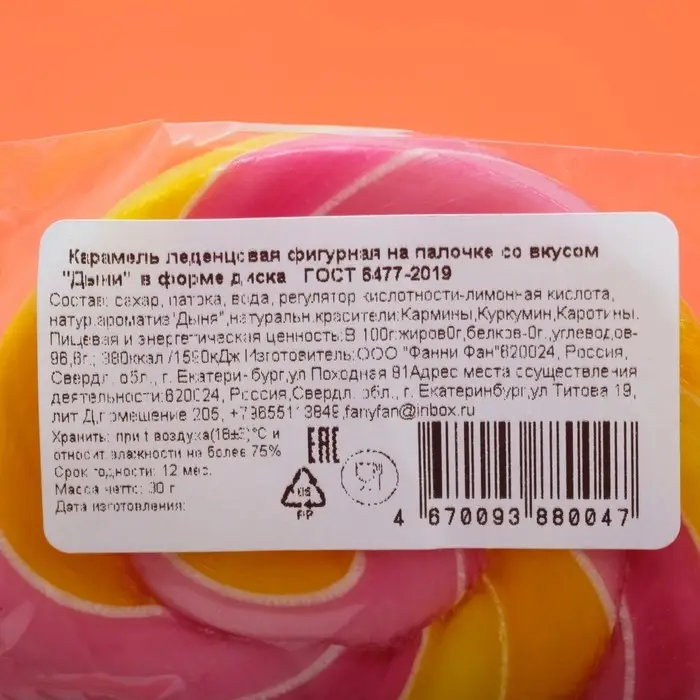 Карамель леденцовая фигурная на палочке со вкусом
"Дыни" в форме диска ГОСТ 6477-2019
Состав: сахар, патока, вода, регулятор кислотности-лимонная кислота,
натур.ароматиз"Дыня",натуральн.красители:Кармины,Куркумин,Каротины.
Пищевая и энергетическая ценность:В 100г:жиров0г,белков-0г.,углеводов-
96,6г.; 380ккал /1590кДж Изготовитель:ООО "Фанни Фан"620024, Россия,
Свердл. обл., г. Екатеринбург,ул Походная 81Адрес места осуществления
деятельности:620024, Россия,Свердл. обл., г. Екатеринбург,ул Титова 19,
лит Д,помещение 205, fanyfan@inbox.ru
Хранить: при t воздуха(18±3)°С и
относит.влажности не более 75%
Срок годности: 12 мес.
Масса нетто: 30 г
Дата изготовления:
EAC
PP
4 670093 880047